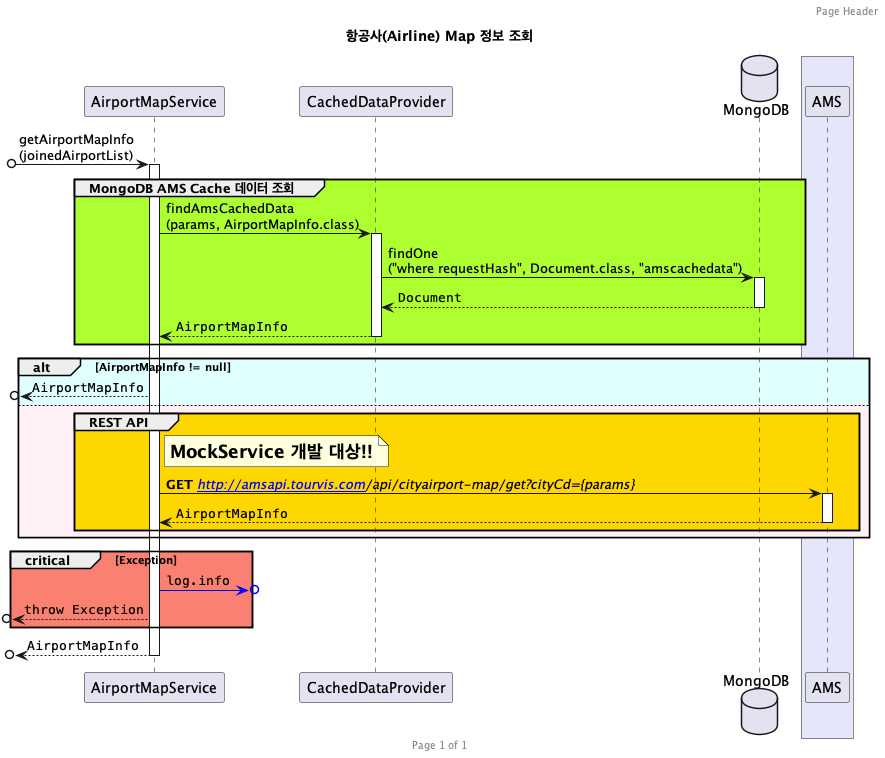 Page Header
항공사(Airline) Map 정보 조회
AirportMapService
CachedDataProvider
MongoDB
AMS
getAirportMapInfo
(joinedAirportList)
MongoDB AMS Cache 데이터 조회
findAmsCachedData
(params, AirportMapInfo.class)
findOne
("where requestHash", Document.class, "amscachedata")
Document
AirportMapInfo
alt
[AirportMapInfo != null]
AirportMapInfo
REST API
MockService 개발 대상!!
GET http://amsapi.tourvis.com/api/cityairport-map/get?cityCd={params}
AirportMapInfo
critical
[Exception]
log.info
throw Exception
AirportMapInfo
AirportMapService
CachedDataProvider
MongoDB
AMS
Page 1 of 1